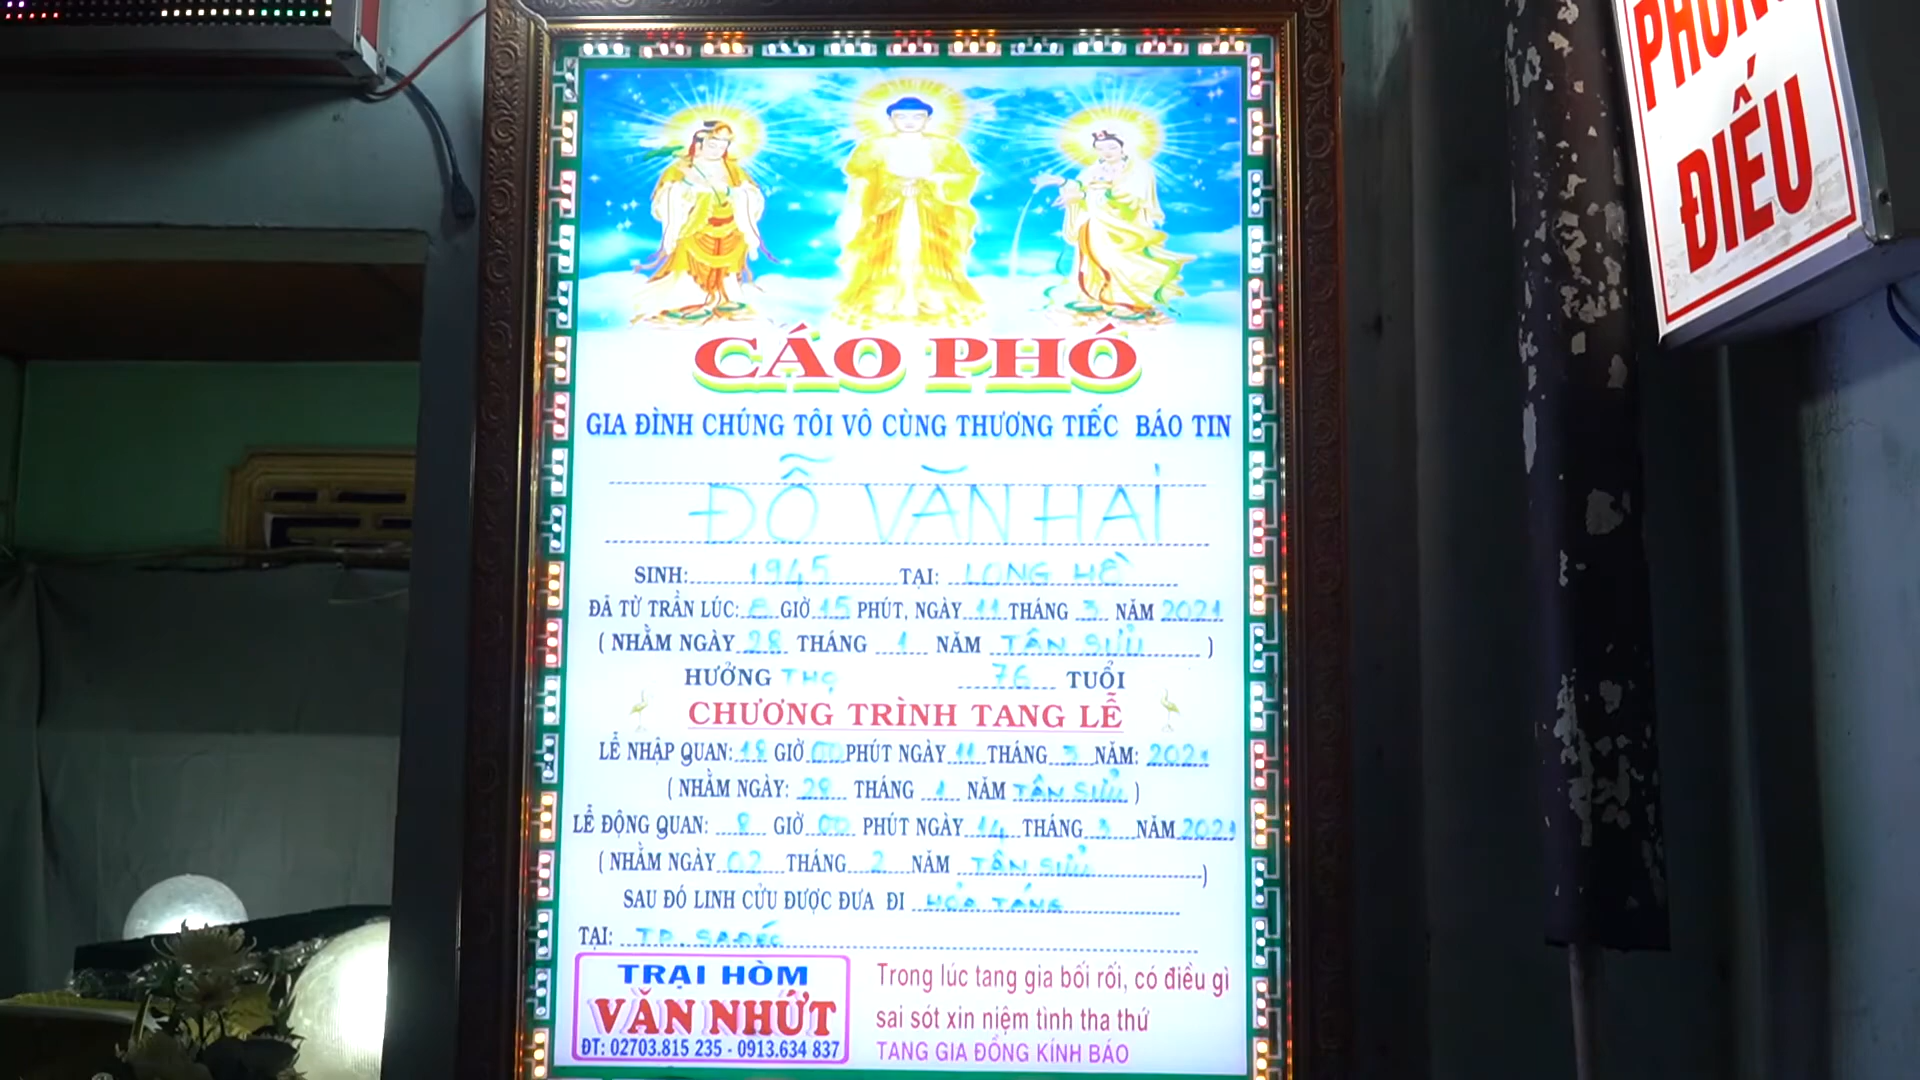 CÁO PHÓ
GIA ĐÌNH CHÚNG TÔI VÔ CÙNG THƯƠNG TIẾC BÁO TIN
ĐỖ VĂN HAI
SINH: 1945 TẠI: LONG HỒ
ĐÃ TỪ TRẦN LÚC: GIỜ 15 PHÚT, NGÀY 11 THÁNG 3 NĂM 2021
( NHẰM NGÀY 28 THÁNG 1 NĂM TÂN SỬU )
HƯỞNG THỌ 76 TUỔI
CHƯƠNG TRÌNH TANG LỄ
LỄ NHẬP QUAN: 18 GIỜ 00 PHÚT NGÀY 11 THÁNG 3 NĂM: 2021
( NHẰM NGÀY: 28 THÁNG 1 NĂM TÂN SỬU )
LỄ ĐỘNG QUAN: 8 GIỜ 00 PHÚT NGÀY 14 THÁNG 3 NĂM 2021
( NHẰM NGÀY 02 THÁNG 2 NĂM TÂN SỬU )
SAU ĐÓ LINH CỬU ĐƯỢC ĐƯA ĐI HỎA TÁNG
TẠI: TP. SA ĐÉC
TRẠI HÒM
VĂN NHỨT
ĐT: 02703.815 235 - 0913.634 837
Trong lúc tang gia bối rối, có điều gì
sai sót xin niệm tình tha thứ
TANG GIA ĐỒNG KÍNH BÁO
ĐIẾU